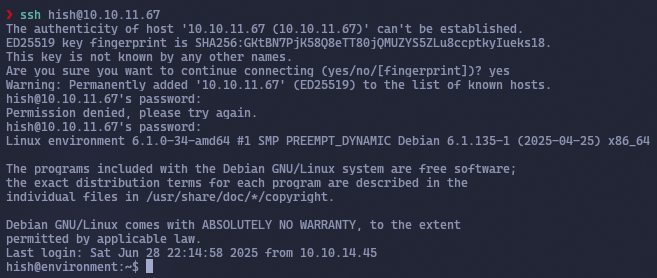 ❯ ssh hish@10.10.11.67
The authenticity of host '10.10.11.67 (10.10.11.67)' can't be established.
ED25519 key fingerprint is SHA256:GKtBN7PjK58Q8eTT80jQMUZYS5ZLu8ccptkyIueks18.
This key is not known by any other names.
Are you sure you want to continue connecting (yes/no/[fingerprint])? yes
Warning: Permanently added '10.10.11.67' (ED25519) to the list of known hosts.
hish@10.10.11.67's password:
Permission denied, please try again.
hish@10.10.11.67's password:
Linux environment 6.1.0-34-amd64 #1 SMP PREEMPT_DYNAMIC Debian 6.1.135-1 (2025-04-25) x86_64
The programs included with the Debian GNU/Linux system are free software;
the exact distribution terms for each program are described in the
individual files in /usr/share/doc/*/copyright.
Debian GNU/Linux comes with ABSOLUTELY NO WARRANTY, to the extent
permitted by applicable law.
Last login: Sat Jun 28 22:14:58 2025 from 10.10.14.45
hish@environment:~$